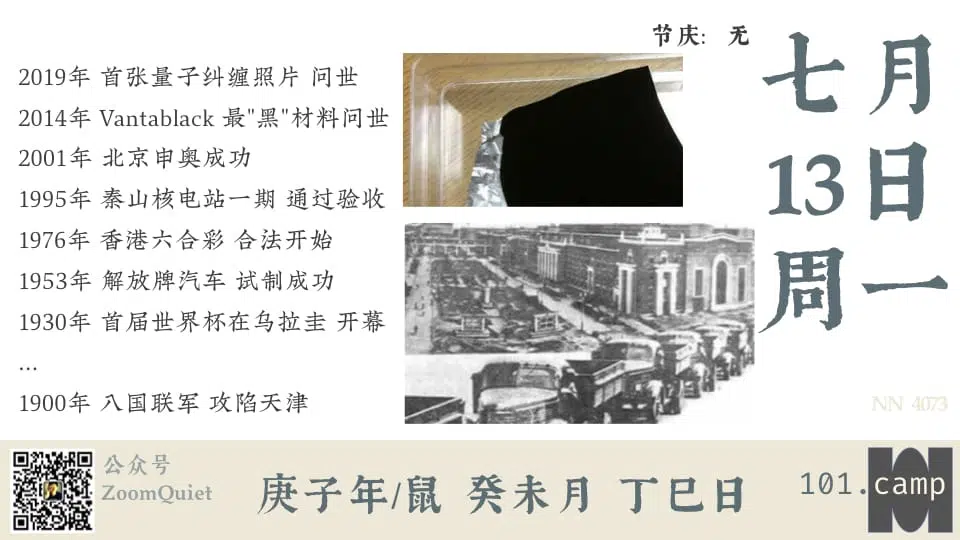 节庆: 无
七月
13日
周一
2019年 首张量子纠缠照片 问世
2014年 Vantablack 最"黑"材料问世
2001年 北京申奥成功
1995年 秦山核电站一期 通过验收
1976年 香港六合彩 合法开始
1953年 解放牌汽车 试制成功
1930年 首届世界杯在乌拉圭 开幕
...
1900年 八国联军 攻陷天津
NN 4073
公众号
ZoomQuiet
庚子年/鼠 癸未月 丁巳日
101.camp